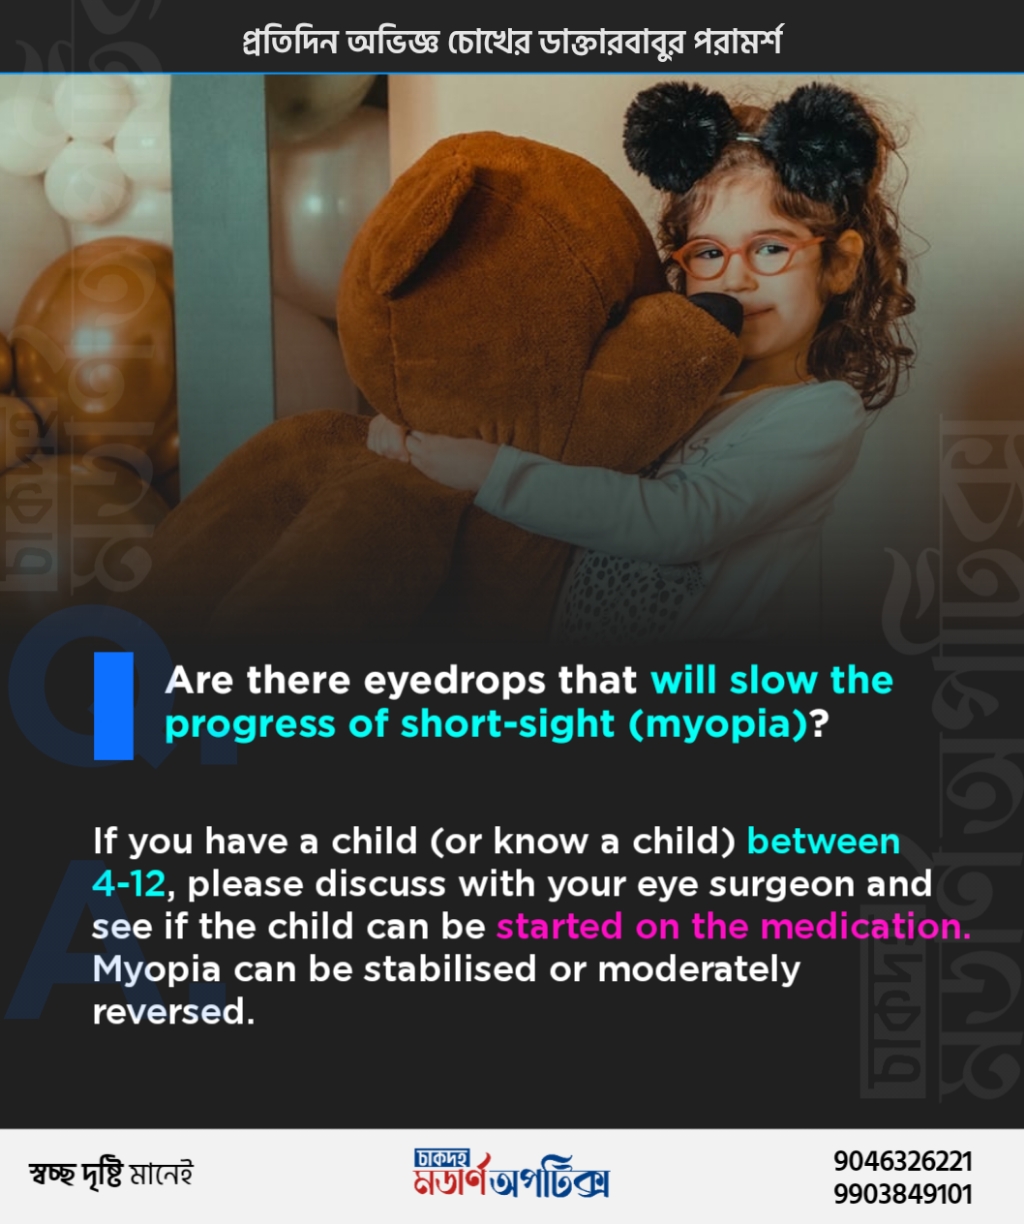 প্রতিদিন অভিজ্ঞ চোখের ডাক্তারবাবুর পরামর্শ
Q.
Are there eyedrops that will slow the
progress of short-sight (myopia)?
A.
If you have a child (or know a child) between
4-12, please discuss with your eye surgeon and
see if the child can be started on the medication.
Myopia can be stabilised or moderately
reversed.
চাকদহ
মডার্ণ অপটিক্স
স্বচ্ছ দৃষ্টি মানেই
চাকদহ
মডার্ণ অপটিক্স
9046326221
9903849101